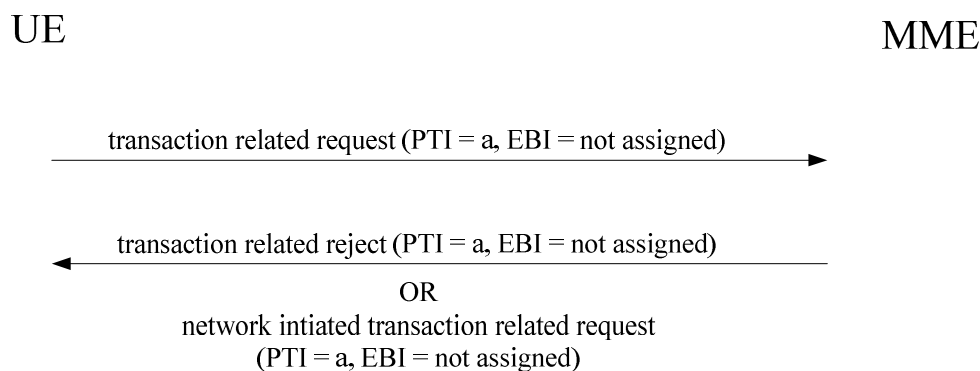 UE
MME
transaction related request (PTI = a, EBI = not assigned)
transaction related reject (PTI = a, EBI = not assigned)
OR
network intiated transaction related request
(PTI = a, EBI = not assigned)